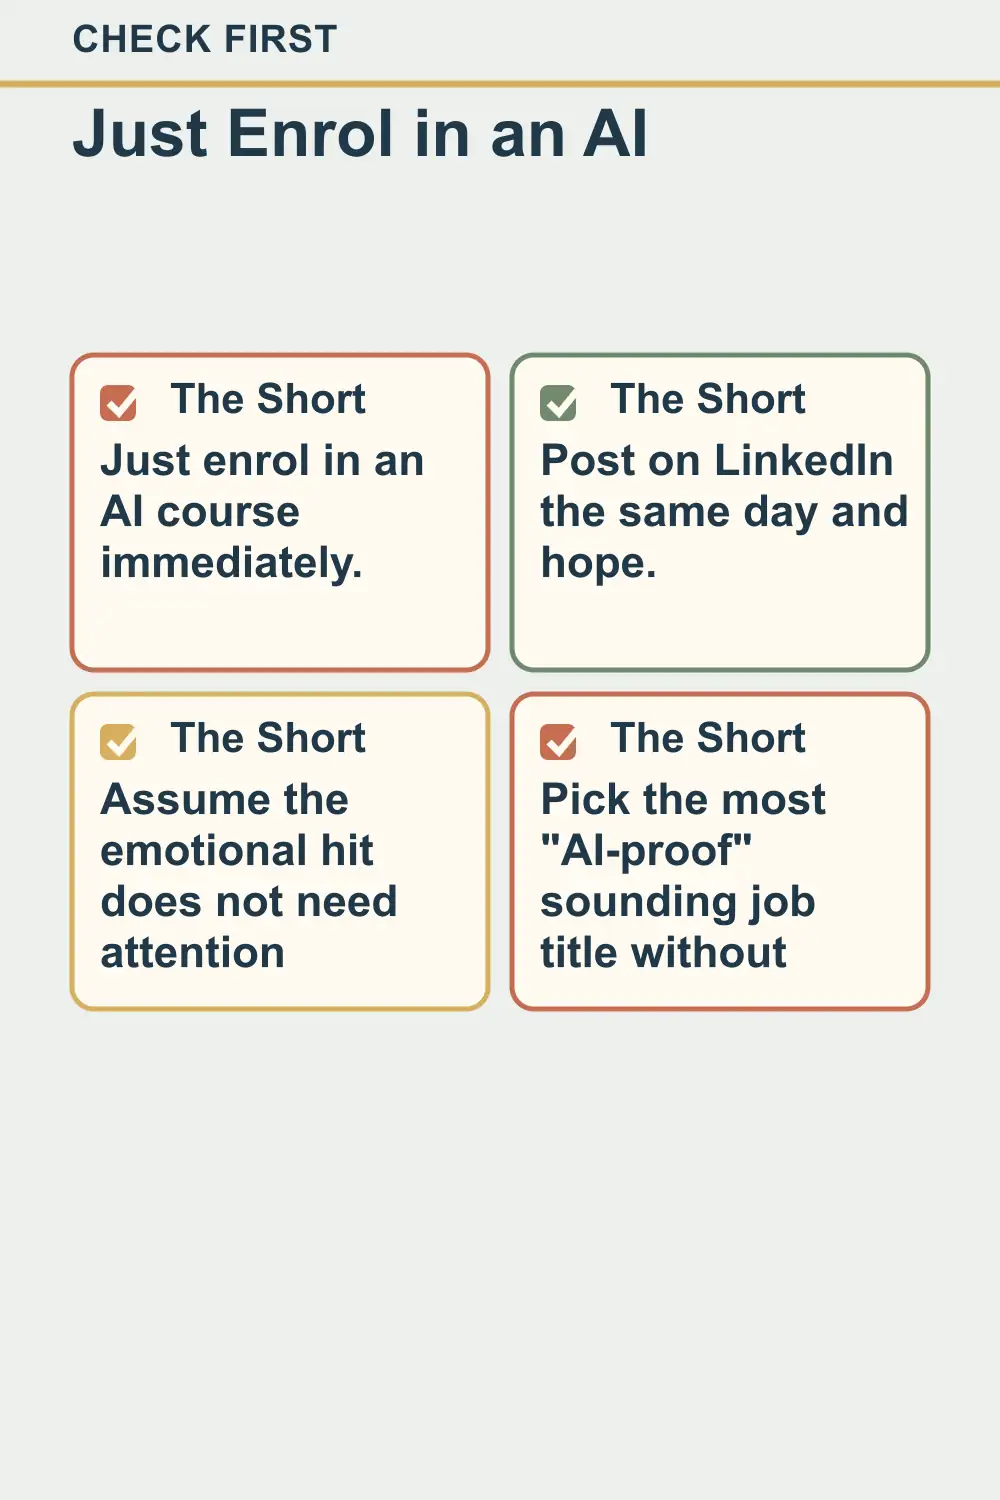 CHECK FIRST
Just Enrol in an AI
The Short
Just enrol in an
AI course
immediately.
The Short
Post on LinkedIn
the same day and
hope.
The Short
Assume the
emotional hit
does not need
attention
The Short
Pick the most
"AI-proof"
sounding job
title without